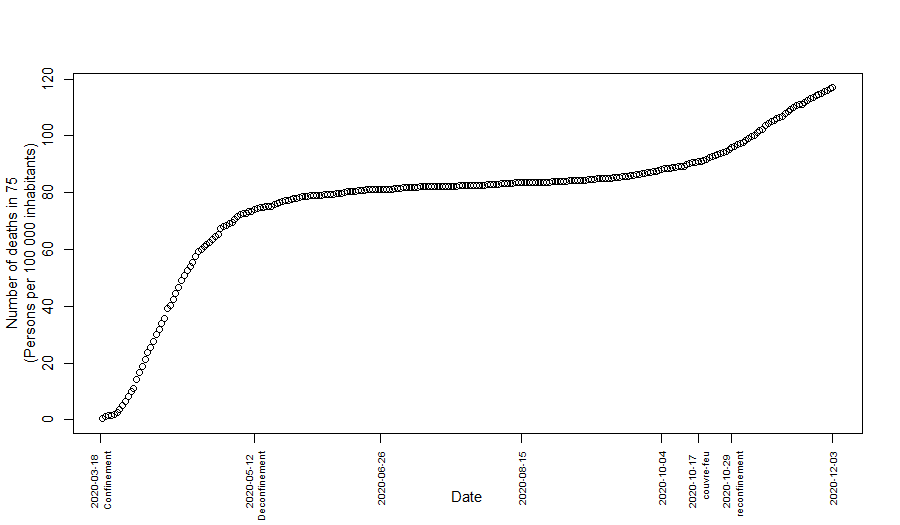 Number of deaths in 75
(Persons per 100 000 inhabitants)
120
100
80
60
40
20
0
2020-03-18
Confinement
2020-05-12
Deconfinement
2020-06-26
2020-08-15
2020-10-04
2020-10-17
couvre-feu
2020-10-29
reconfinement
2020-12-03
Date